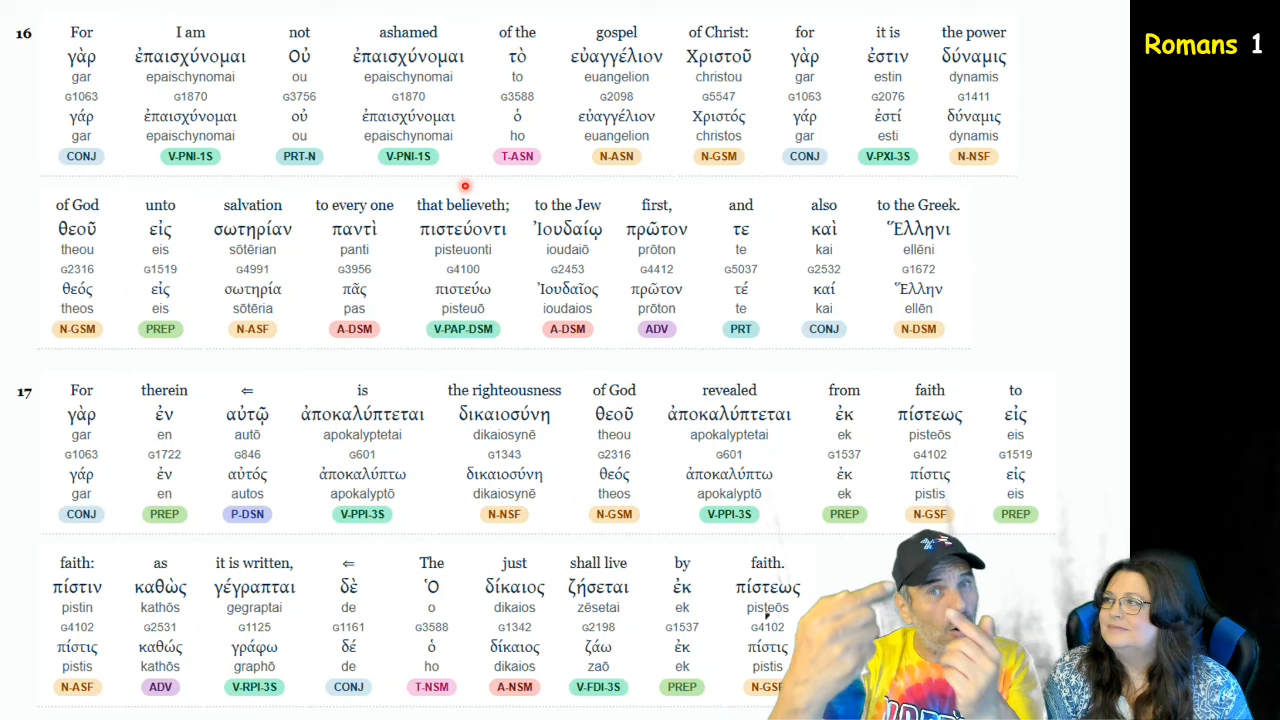 Romans 1
16 For I am not ashamed of the gospel of Christ: for it is the power
γὰρ ἐπαισχύνομαι Οὐ ἐπαισχύνομαι τὸ εὐαγγέλιον Χριστοῦ γὰρ ἐστιν δύναμις
gar epaischynomai ou epaischynomai to euangelion christou gar estin dynamis
G1063 G1870 G3756 G1870 G3588 G2098 G5547 G1063 G2076 G1411
γάρ ἐπαισχύνομαι οὐ ἐπαισχύνομαι ὁ εὐαγγέλιον Χριστός γάρ ἐστί δύναμις
gar epaischynomai ou epaischynomai ho euangelion christos gar esti dynamis
CONJ V-PNI-1S PRT-N V-PNI-1S T-ASN N-ASN N-GSM CONJ V-PXI-3S N-NSF
of God unto salvation to every one that believeth; to the Jew first, and also to the Greek.
θεοῦ εἰς σωτηρίαν παντὶ πιστεύοντι Ἰουδαίῳ πρῶτον τε καὶ Ἕλληνι
theou eis sōtērian panti pisteuonti ioudaiō prōton te kai ellēni
G2316 G1519 G4991 G3956 G4100 G2453 G4412 G5037 G2532 G1672
θεός εἰς σωτηρία πᾶς πιστεύω Ἰουδαῖος πρῶτον τέ καί Ἕλλην
theos eis sōtēria pas pisteuō ioudaios prōton te kai ellēn
N-GSM PREP N-ASF A-DSM V-PAP-DSM A-DSM ADV PRT CONJ N-DSM
17 For therein ⇐ is the righteousness of God revealed from faith to
γὰρ ἐν αὐτῷ ἀποκαλύπτεται δικαιοσύνη θεοῦ ἀποκαλύπτεται ἐκ πίστεως εἰς
gar en autō apokalyptetai dikaiosynē theou apokalyptetai ek pisteōs eis
G1063 G1722 G846 G601 G1343 G2316 G601 G1537 G4102 G1519
γάρ ἐν αὐτός ἀποκαλύπτω δικαιοσύνη θεός ἀποκαλύπτω ἐκ πίστις εἰς
gar en autos apokalyptō dikaiosynē theos apokalyptō ek pistis eis
CONJ PREP P-DSN V-PPI-3S N-NSF N-GSM V-PPI-3S PREP N-GSF PREP
faith: as it is written, ⇐ The just shall live by faith.
πίστιν καθὼς γέγραπται δὲ Ὁ δίκαιος ζήσεται ἐκ πίστεως
pistin kathōs gegraptai de o dikaios zēsetai ek pisteōs
G4102 G2531 G1125 G1161 G3588 G1342 G2198 G1537 G4102
πίστις καθώς γράφω δέ ὁ δίκαιος ζάω ἐκ πίστις
pistis kathōs graphō de ho dikaios zaō ek pistis
N-ASF ADV V-RPI-3S CONJ T-NSM A-NSM V-FDI-3S PREP